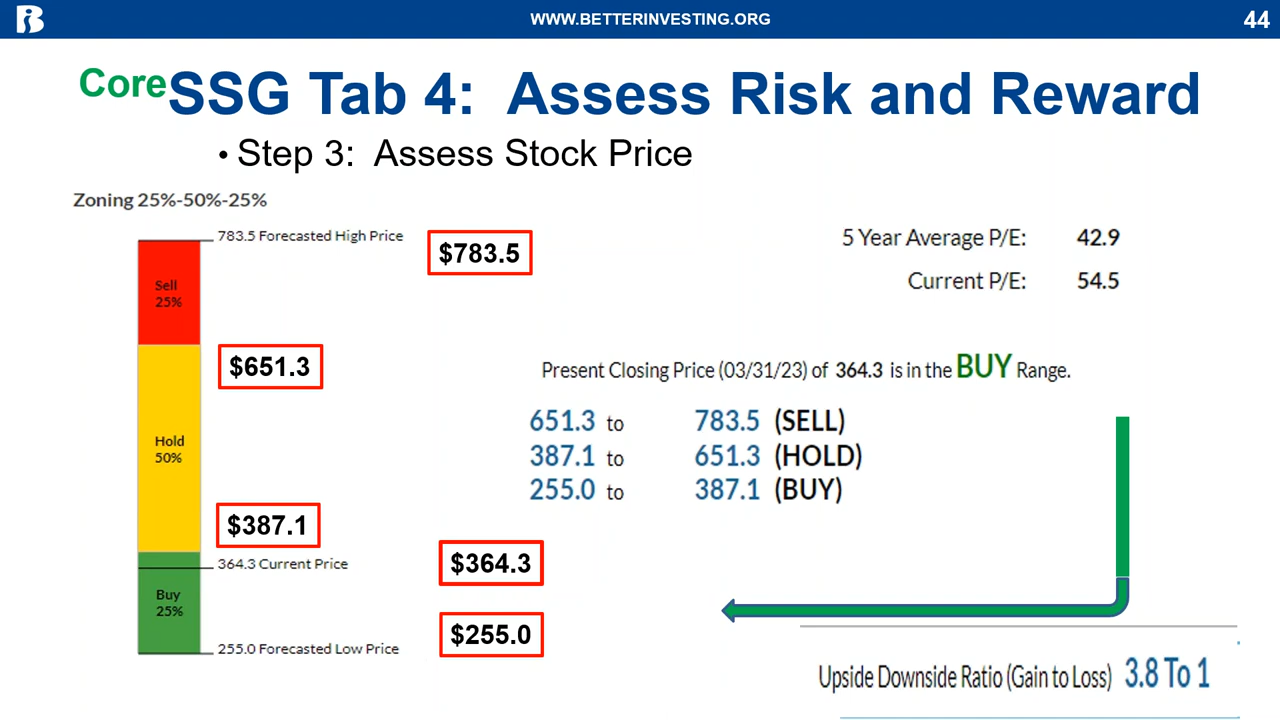 WWW.BETTERINVESTING.ORG
44
Core SSG Tab 4: Assess Risk and Reward
• Step 3: Assess Stock Price
Zoning 25%-50%-25%
783.5 Forecasted High Price
$783.5
Sell
25%
$651.3
Hold
50%
$387.1
364.3 Current Price
$364.3
Buy
25%
$255.0
255.0 Forecasted Low Price
5 Year Average P/E: 42.9
Current P/E: 54.5
Present Closing Price (03/31/23) of 364.3 is in the BUY Range.
651.3 to 783.5 (SELL)
387.1 to 651.3 (HOLD)
255.0 to 387.1 (BUY)
Upside Downside Ratio (Gain to Loss) 3.8 To 1